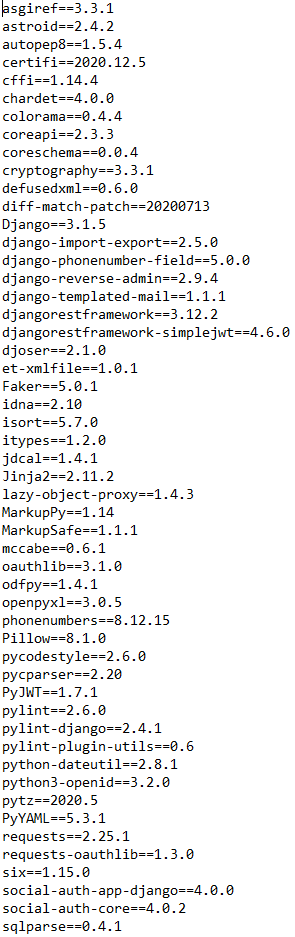 asgiref==3.3.1
astroid==2.4.2
autopep8==1.5.4
certifi==2020.12.5
cffi==1.14.4
chardet==4.0.0
colorama==0.4.4
coreapi==2.3.3
coreschema==0.0.4
cryptography==3.3.1
defusedxml==0.6.0
diff-match-patch==20200713
Django==3.1.5
django-import-export==2.5.0
django-phonenumber-field==5.0.0
django-reverse-admin==2.9.4
django-templated-mail==1.1.1
djangorestframework==3.12.2
djangorestframework-simplejwt==4.6.0
djoser==2.1.0
et-xmlfile==1.0.1
Faker==5.0.1
idna==2.10
isort==5.7.0
itypes==1.2.0
jdcal==1.4.1
Jinja2==2.11.2
lazy-object-proxy==1.4.3
MarkupPy==1.14
MarkupSafe==1.1.1
mccabe==0.6.1
oauthlib==3.1.0
odfpy==1.4.1
openpyxl==3.0.5
phonenumbers==8.12.15
Pillow==8.1.0
pycodestyle==2.6.0
pycparser==2.20
PyJWT==1.7.1
pylint==2.6.0
pylint-django==2.4.1
pylint-plugin-utils==0.6
python-dateutil==2.8.1
python3-openid==3.2.0
pytz==2020.5
PyYAML==5.3.1
requests==2.25.1
requests-oauthlib==1.3.0
six==1.15.0
social-auth-app-django==4.0.0
social-auth-core==4.0.2
sqlparse==0.4.1